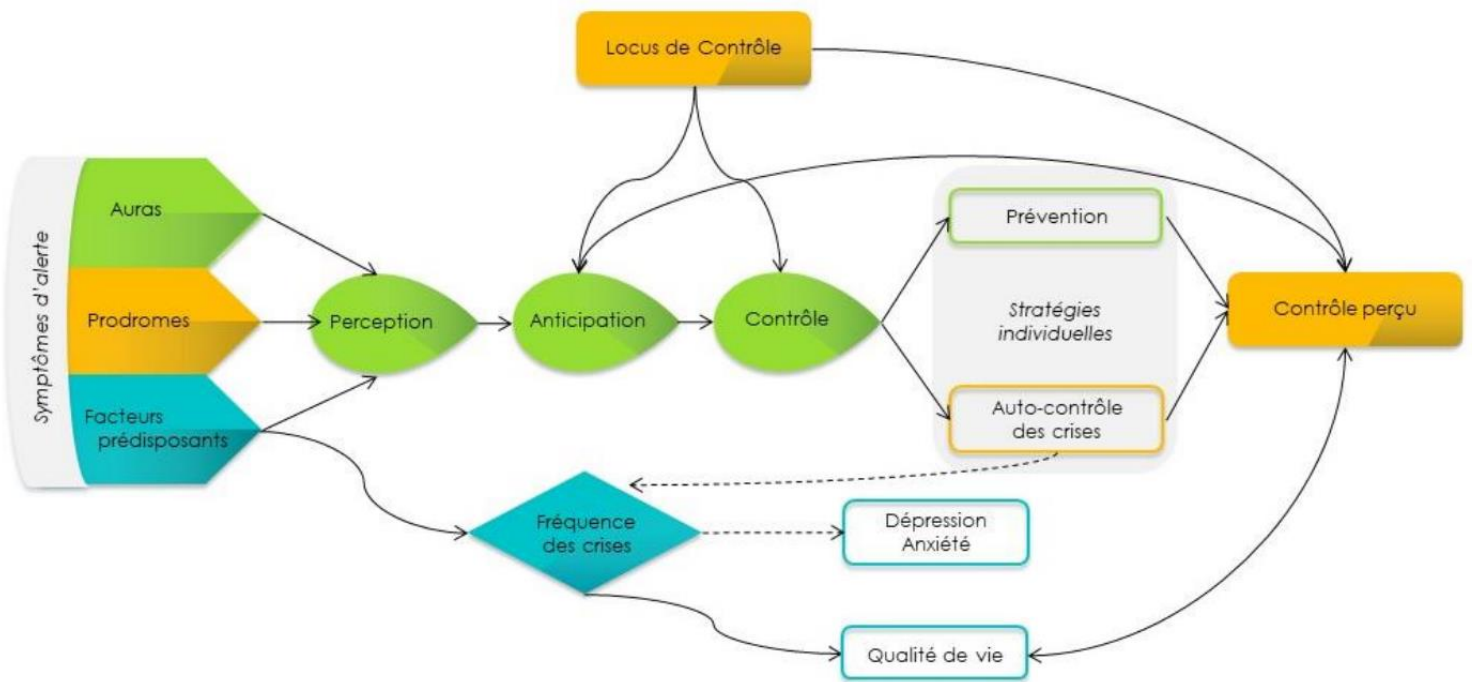 Locus de Contrôle
Symptômes d'alerte
Auras
Prodromes
Facteurs
prédisposants
Perception
Anticipation
Contrôle
Prévention
Stratégies
individuelles
Auto-contrôle
des crises
Contrôle perçu
Fréquence
des crises
Dépression
Anxiété
Qualité de vie